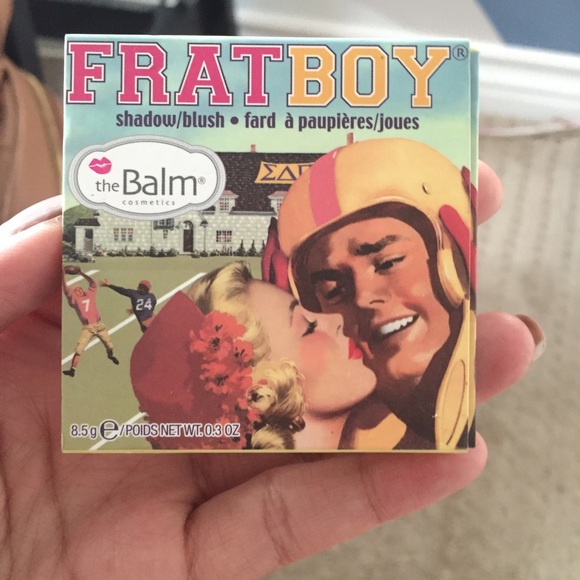 FRATBOY®
shadow/blush • fard à paupières/joues
the Balm®
cosmetics
ΣΔΓ
7
24
8.5 g ℮/POIDS NET WT. 0.3 OZ